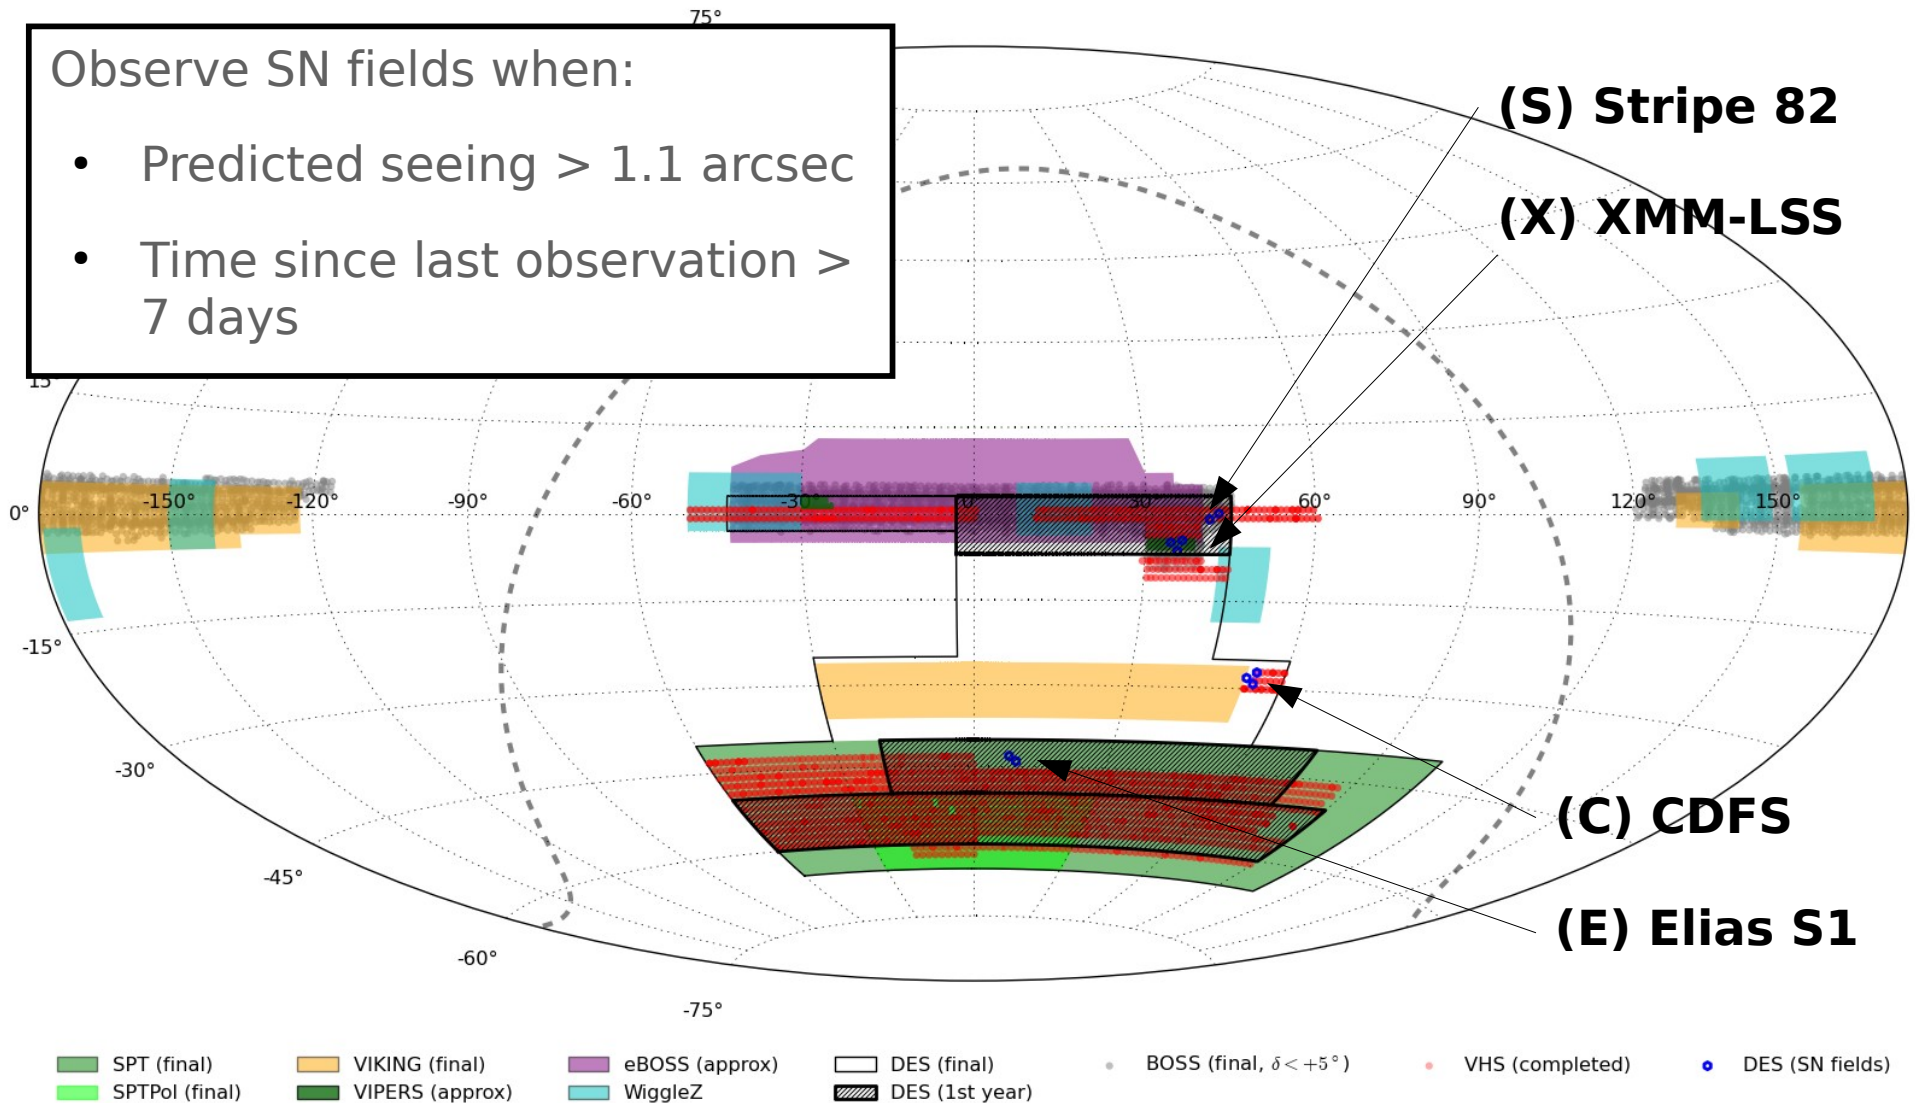 75°
Observe SN fields when:
• Predicted seeing > 1.1 arcsec
• Time since last observation >
7 days
(S) Stripe 82
(X) XMM-LSS
15°
-150° -120° -90° -60° -30° 0° 30° 60° 90° 120° 150°
0°
-15°
-30°
-45°
-60°
-75°
(C) CDFS
(E) Elias S1
SPT (final) VIKING (final) eBOSS (approx) DES (final) BOSS (final, δ < +5°) VHS (completed) DES (SN fields)
SPTPol (final) VIPERS (approx) WiggleZ DES (1st year)